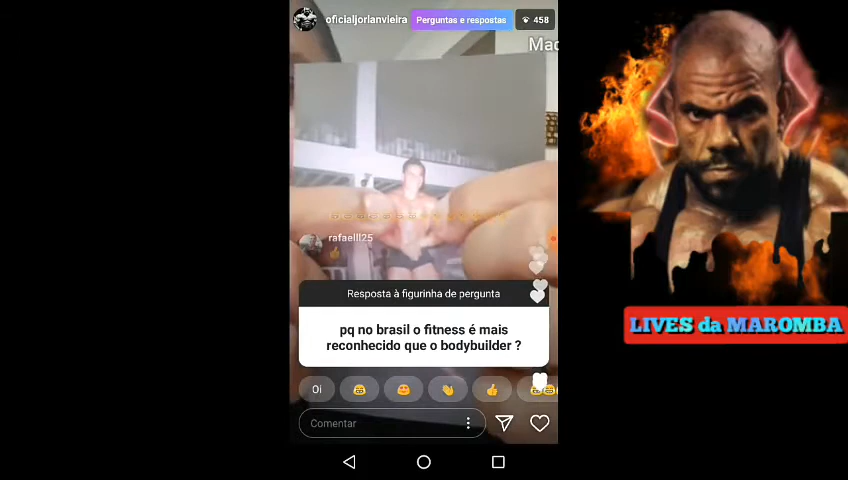 oficialjorlanvieira
Perguntas e respostas
458
Mac
rafaelll25
Resposta à figurinha de pergunta
pq no brasil o fitness é mais
reconhecido que o bodybuilder ?
Oi
Comentar
LIVES da MAROMBA